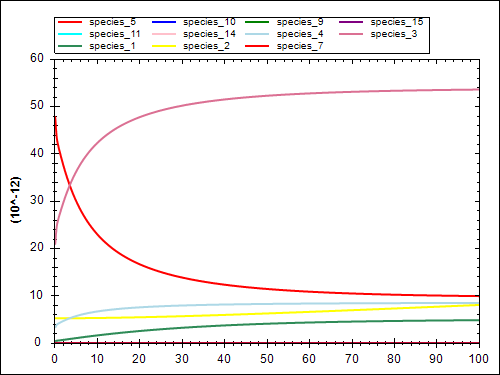 species_5 species_10 species_9 species_15
species_11 species_14 species_4 species_3
species_1 species_2 species_7
60
50
40
30
20
10
0
(10^-12)
0 10 20 30 40 50 60 70 80 90 100